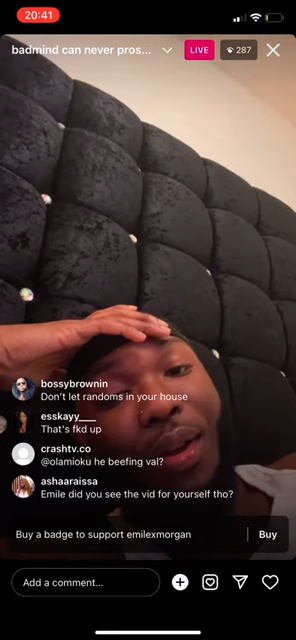 20:41
badmind can never pros...
LIVE
287
bossybrownin
Don't let randoms in your house
esskayy___
That's fkd up
crashtv.co
@olamioku he beefing val?
ashaaraissa
Emile did you see the vid for yourself tho?
Buy a badge to support emilexmorgan
Buy
Add a comment...